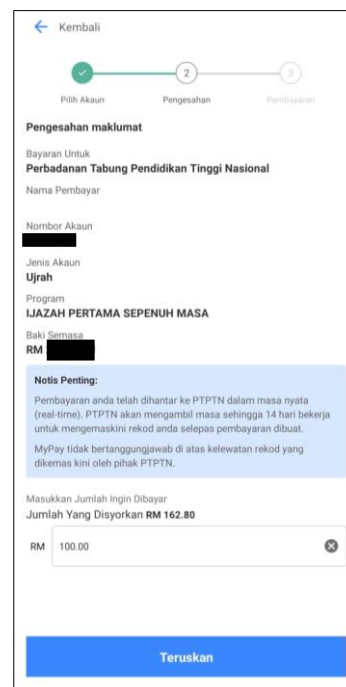 Kembali
2
3
Pilih Akaun
Pengesahan
Pembayaran
Pengesahan maklumat
Bayaran Untuk
Perbadanan Tabung Pendidikan Tinggi Nasional
Nama Pembayar
Nombor Akaun
Jenis Akaun
Ujrah
Program
IJAZAH PERTAMA SEPENUH MASA
Baki Semasa
RM
Notis Penting:
Pembayaran anda telah dihantar ke PTPTN dalam masa nyata
(real-time). PTPTN akan mengambil masa sehingga 14 hari bekerja
untuk mengemaskini rekod anda selepas pembayaran dibuat.
MyPay tidak bertanggungjawab di atas kelewatan rekod yang
dikemas kini oleh pihak PTPTN.
Masukkan Jumlah Ingin Dibayar
Jumlah Yang Disyorkan RM 162.80
RM 100.00
Teruskan